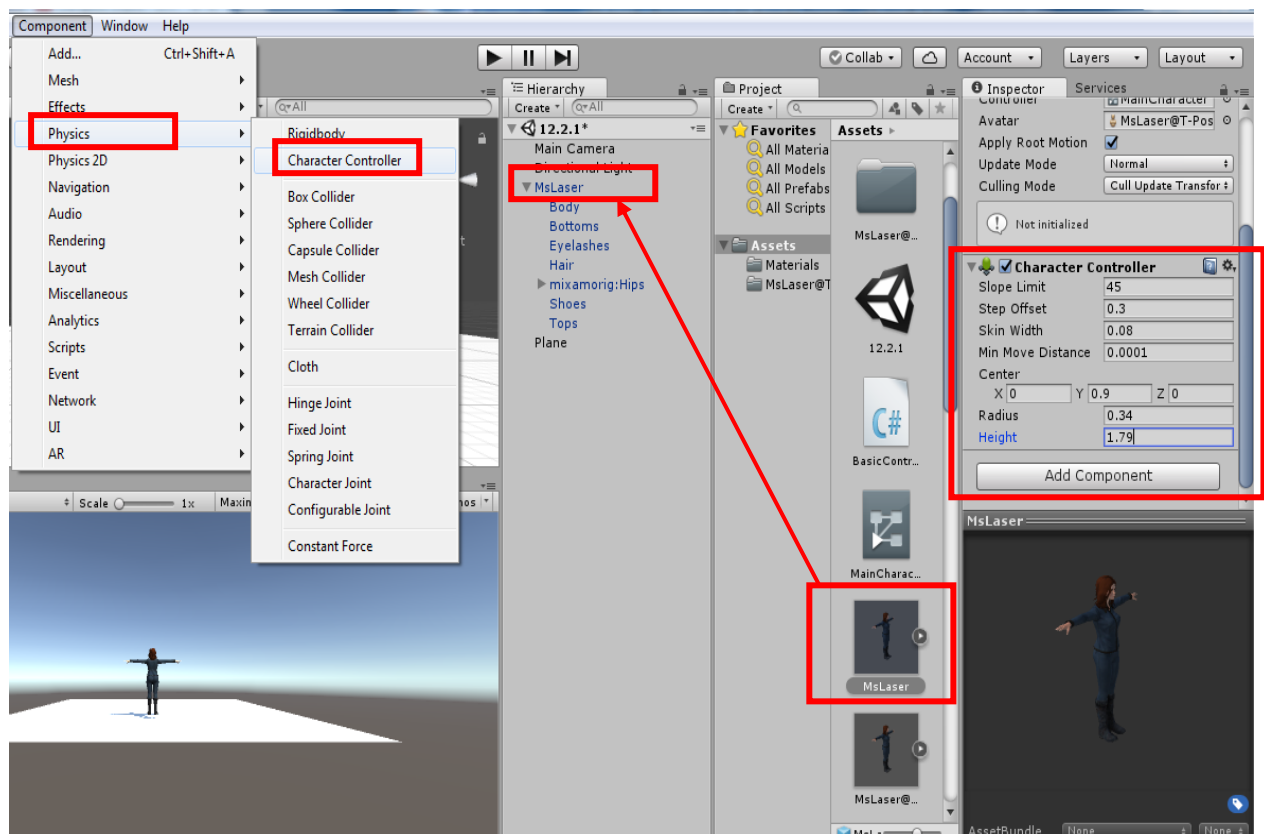 Component Window Help
Add... Ctrl+Shift+A
Mesh
Effects
Physics
Physics 2D
Navigation
Audio
Rendering
Layout
Miscellaneous
Analytics
Scripts
Event
Network
UI
AR
All
Rigidbody
Character Controller
Box Collider
Sphere Collider
Capsule Collider
Mesh Collider
Wheel Collider
Terrain Collider
Cloth
Hinge Joint
Fixed Joint
Spring Joint
Character Joint
Configurable Joint
Constant Force
Scale 1x Maxin
nos
Collab Account Layers Layout
Hierarchy
Create All
12.2.1*
Main Camera
Directional Light
MsLaser
Body
Bottoms
Eyelashes
Hair
mixamorig:Hips
Shoes
Tops
Plane
Project
Create
Favorites
All Materia
All Models
All Prefabs
All Scripts
Assets
Materials
MsLaser@T
Assets
MsLaser@...
12.2.1
C#
BasicContr...
MainCharac...
MsLaser
MsLaser@...
Inspector Services
Controller MainCharacter
Avatar MsLaser@T-Pos
Apply Root Motion
Update Mode Normal
Culling Mode Cull Update Transfor
Not initialized
Character Controller
Slope Limit 45
Step Offset 0.3
Skin Width 0.08
Min Move Distance 0.0001
Center
X 0 Y 0.9 Z 0
Radius 0.34
Height 1.79
Add Component
MsLaser
AssetBundle None None